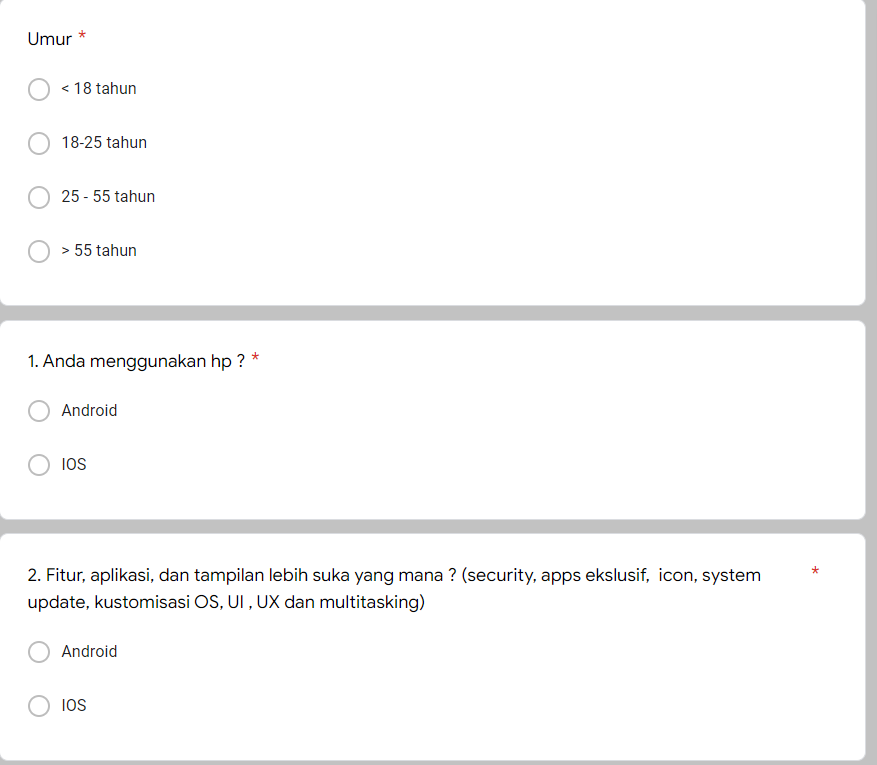 Umur *
< 18 tahun
18-25 tahun
25 - 55 tahun
> 55 tahun
1. Anda menggunakan hp ? *
Android
IOS
2. Fitur, aplikasi, dan tampilan lebih suka yang mana ? (security, apps ekslusif, icon, system *
update, kustomisasi OS, UI , UX dan multitasking)
Android
IOS